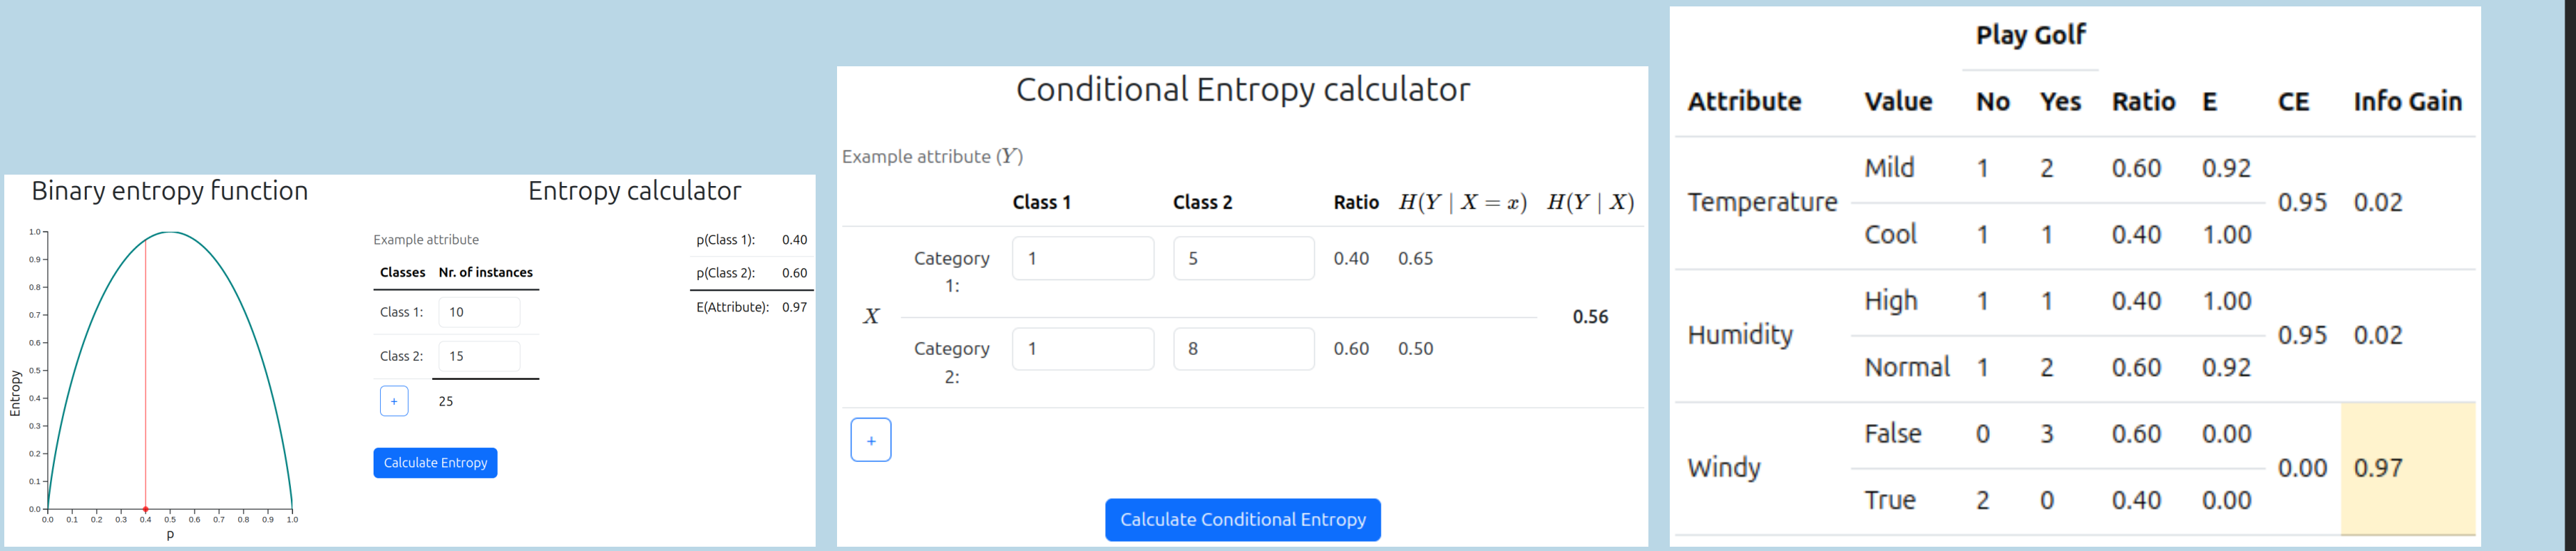 Binary entropy function
1.0
0.9
0.8
0.7
0.6
0.5
0.4
0.3
0.2
0.1
0.0
Entropy
0.0 0.1 0.2 0.3 0.4 0.5 0.6 0.7 0.8 0.9 1.0
p
Entropy calculator
Example attribute
Classes Nr. of instances
Class 1: 10
Class 2: 15
+ 25
Calculate Entropy
p(Class 1): 0.40
p(Class 2): 0.60
E(Attribute): 0.97
Conditional Entropy calculator
Example attribute (Y)
Class 1 Class 2 Ratio H(Y | X = x) H(Y | X)
Category 1: 1 5 0.40 0.65
X 0.56
Category 2: 1 8 0.60 0.50
+
Calculate Conditional Entropy
Play Golf
Attribute Value No Yes Ratio E CE Info Gain
Mild 1 2 0.60 0.92
Temperature 0.95 0.02
Cool 1 1 0.40 1.00
High 1 1 0.40 1.00
Humidity 0.95 0.02
Normal 1 2 0.60 0.92
False 0 3 0.60 0.00
Windy 0.00 0.97
True 2 0 0.40 0.00